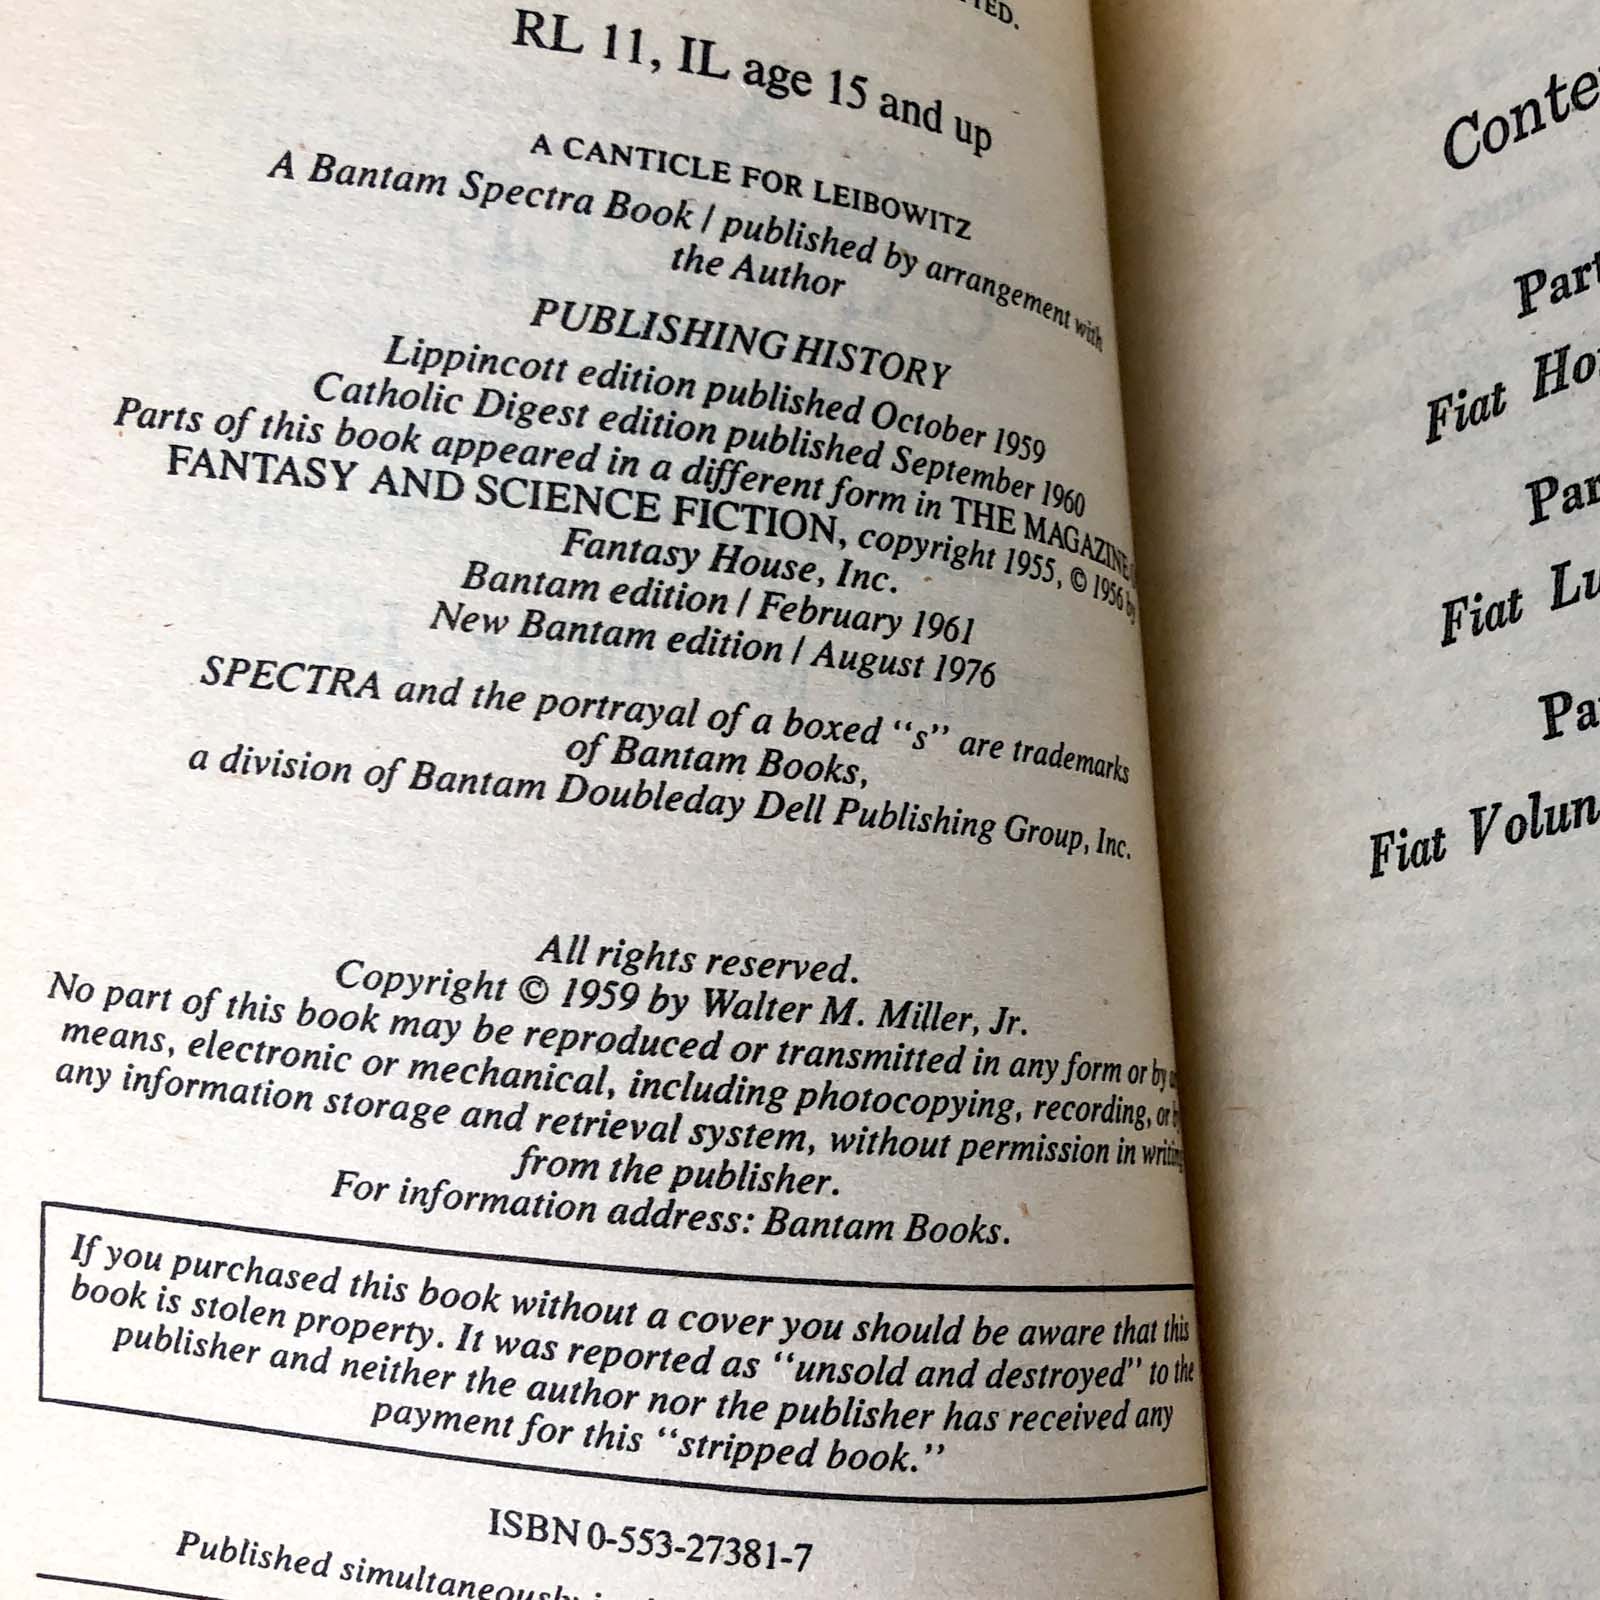 RL 11, IL age 15 and up
A CANTICLE FOR LEIBOWITZ
A Bantam Spectra Book / published by arrangement with
the Author
PUBLISHING HISTORY
Lippincott edition published October 1959
Catholic Digest edition published September 1960
Parts of this book appeared in a different form in THE MAGAZINE
FANTASY AND SCIENCE FICTION, copyright 1955, © 1956 by
Fantasy House, Inc.
Bantam edition / February 1961
New Bantam edition / August 1976
SPECTRA and the portrayal of a boxed "s" are trademarks
of Bantam Books,
a division of Bantam Doubleday Dell Publishing Group, Inc.
All rights reserved.
Copyright © 1959 by Walter M. Miller, Jr.
No part of this book may be reproduced or transmitted in any form or by
means, electronic or mechanical, including photocopying, recording, or
any information storage and retrieval system, without permission in writing
from the publisher.
For information address: Bantam Books.
If you purchased this book without a cover you should be aware that this
book is stolen property. It was reported as "unsold and destroyed" to the
publisher and neither the author nor the publisher has received any
payment for this "stripped book."
ISBN 0-553-27381-7
Published simultaneously
Conte
Part
Fiat Ho
Par
Fiat Lu
Pa
Fiat Volun